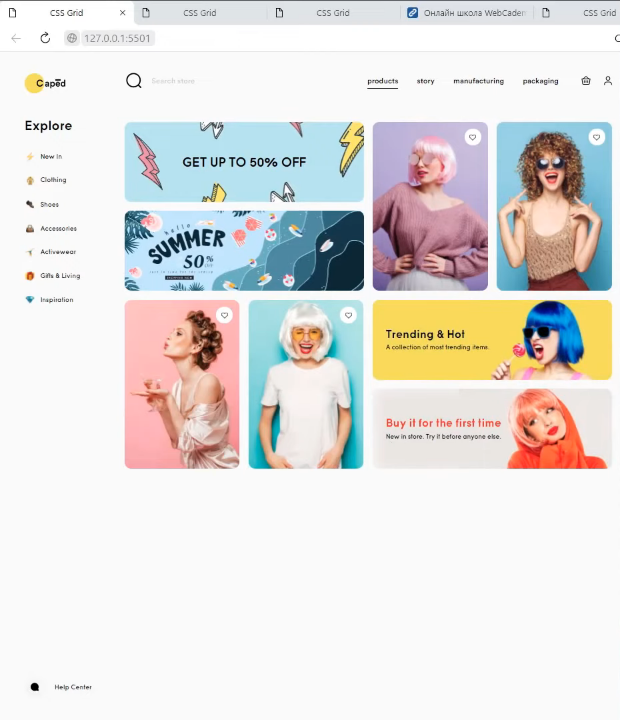 CSS Grid
CSS Grid
CSS Grid
Онлайн школа WebCaden
CSS Grid
127.0.0.1:5501
Caped
Search store
products
story
manufacturing
packaging
Explore
New In
Clothing
Shoes
Accessories
Activewear
Gifts & Living
Inspiration
GET UP TO 50% OFF
hello
SUMMER
50%
Trending & Hot
A collection of most trending items.
Buy it for the first time
New in store. Try it before anyone else.
Help Center